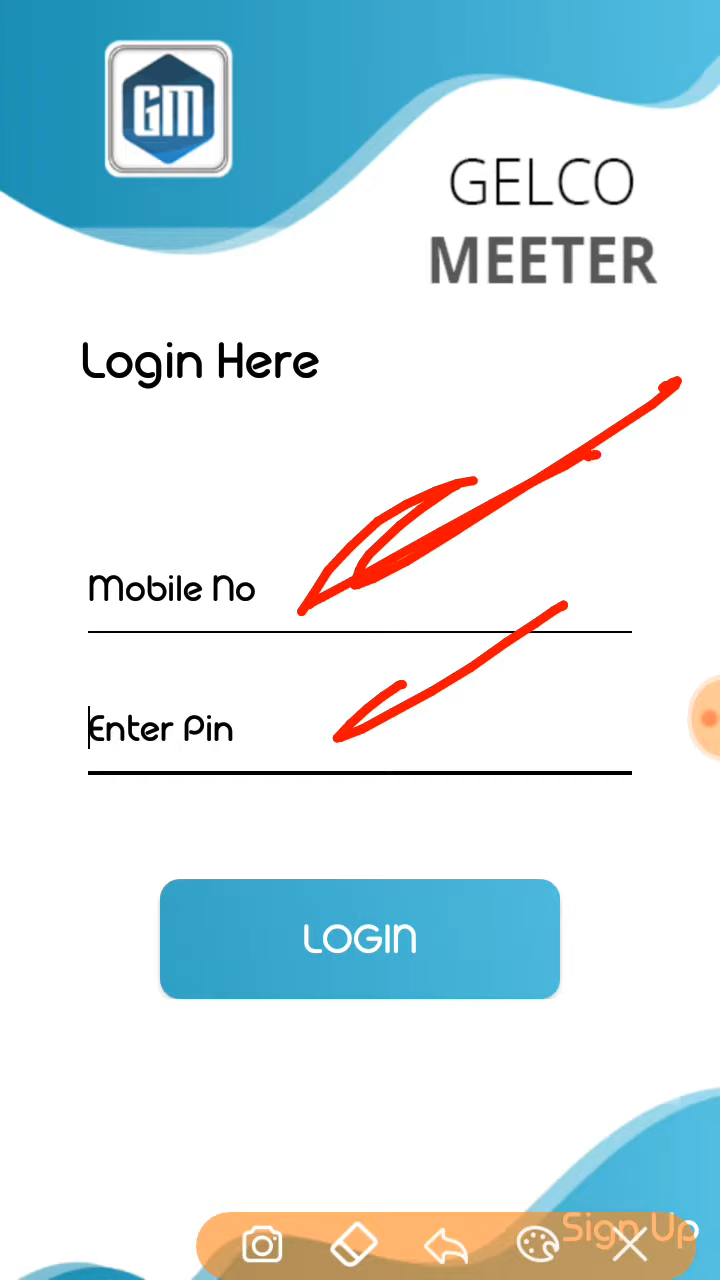 GM
GELCO
MEETER
Login Here
Mobile No
Enter Pin
LOGIN
Sign Up